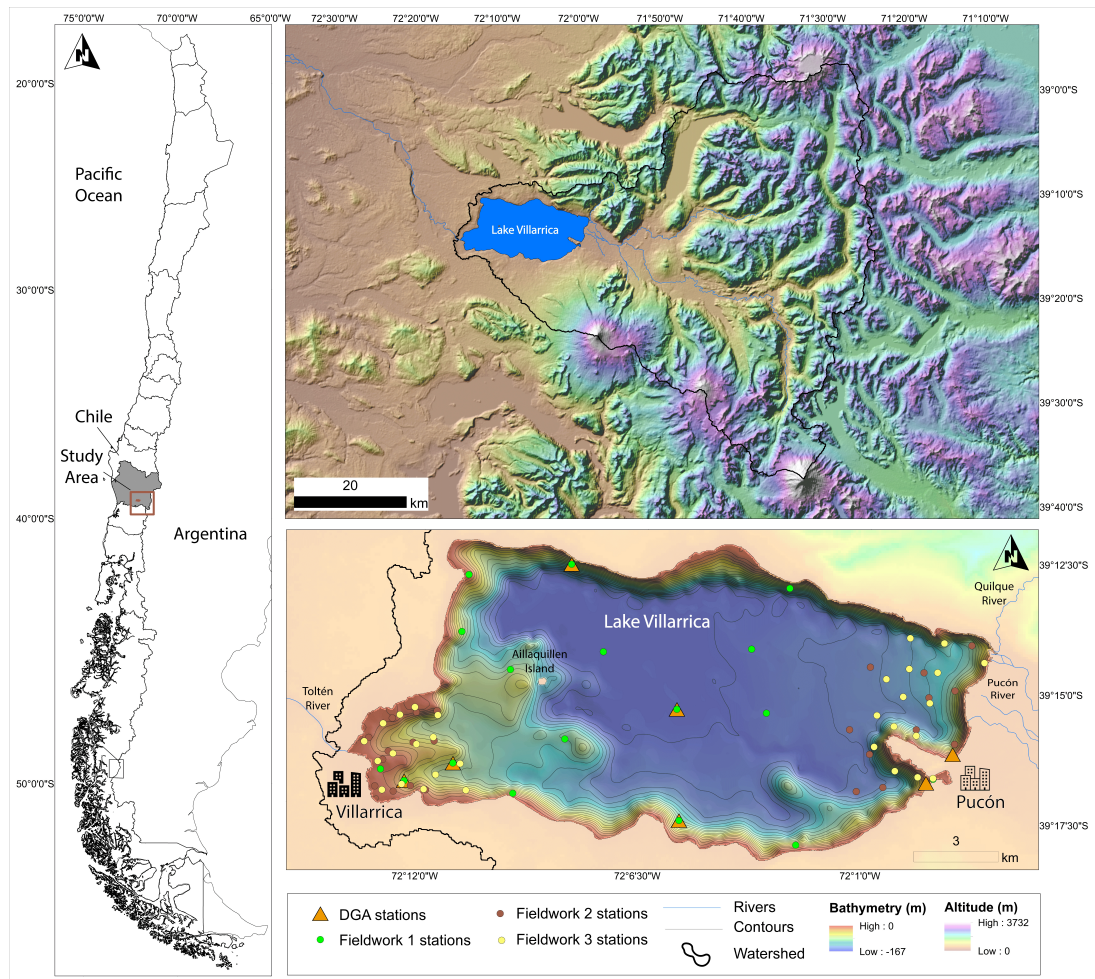 75°0'0"W
70°0'0"W
65°0'0"W
N
20°0'0"S
30°0'0"S
40°0'0"S
50°0'0"S
Pacific
Ocean
Chile
Study
Area
Argentina
72°30'0"W
72°20'0"W
72°10'0"W
72°0'0"W
71°50'0"W
71°40'0"W
71°30'0"W
71°20'0"W
71°10'0"W
39°0'0"S
39°10'0"S
39°20'0"S
39°30'0"S
39°40'0"S
Lake Villarrica
20
km
N
39°12'30"S
39°15'0"S
39°17'30"S
Quilque
River
Lake Villarrica
Aillaquillen
Island
Toltén
River
Pucón
River
Villarrica
Pucón
3
km
72°12'0"W
72°6'30"W
72°1'0"W
DGA stations
Fieldwork 1 stations
Fieldwork 2 stations
Fieldwork 3 stations
Rivers
Contours
Watershed
Bathymetry (m)
High : 0
Low : -167
Altitude (m)
High : 3732
Low : 0